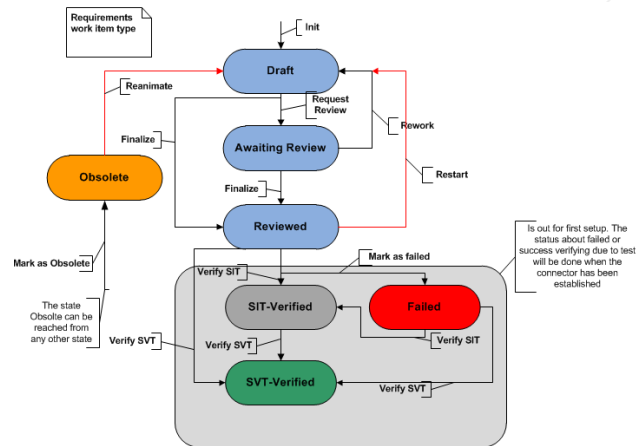 Requirements
work item type
Init
Draft
Reanimate
Request
Review
Rework
Finalize
Awaiting Review
Obsolete
Restart
Finalize
Reviewed
Is out for first setup. The
status about failed or
success verifying due to test
will be done when the
connector has been
established
Mark as Obsolete
Mark as failed
Verify SIT
SIT-Verified
Failed
The state
Obsolte can be
reached from
any other state
Verify SVT
Verify SVT
Verify SIT
SVT-Verified
Verify SVT